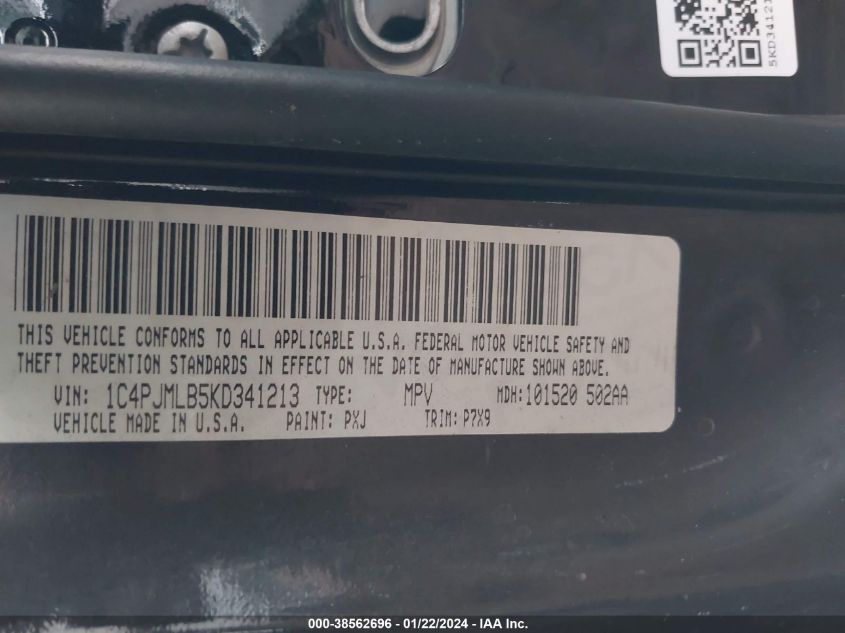 5KD34121
THIS VEHICLE CONFORMS TO ALL APPLICABLE U.S.A. FEDERAL MOTOR VEHICLE SAFETY AND
THEFT PREVENTION STANDARDS IN EFFECT ON THE DATE OF MANUFACTURE SHOWN ABOVE.
VIN: 1C4PJMLB5KD341213 TYPE: MPV MDH: 101520 502AA
VEHICLE MADE IN U.S.A. PAINT: PXJ TRIM: P7X9
000-38562696 - 01/22/2024 - IAA Inc.